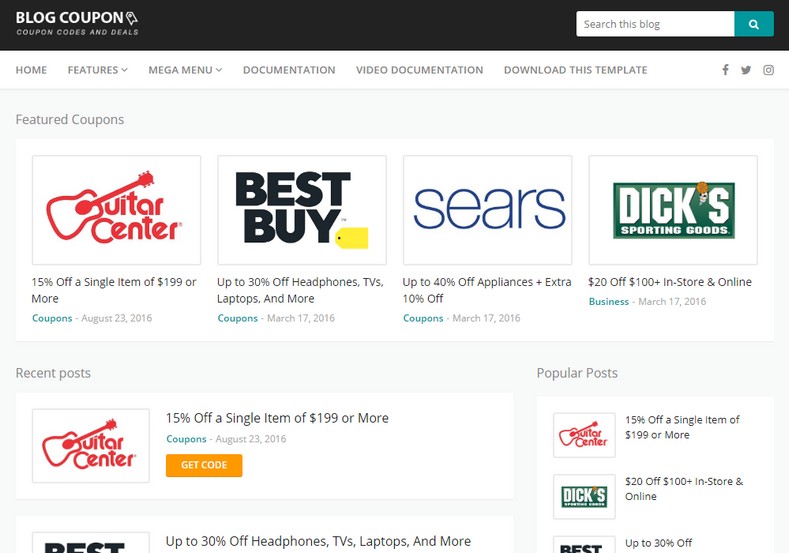 BLOG COUPON
COUPON CODES AND DEALS
Search this blog
HOME FEATURES MEGA MENU DOCUMENTATION VIDEO DOCUMENTATION DOWNLOAD THIS TEMPLATE
Featured Coupons
Guitar Center®
BEST BUY™
sears
DICK'S SPORTING GOODS
15% Off a Single Item of $199 or
More
Coupons - August 23, 2016
Up to 30% Off Headphones, TVs,
Laptops, And More
Coupons - March 17, 2016
Up to 40% Off Appliances + Extra
10% Off
Coupons - March 17, 2016
$20 Off $100+ In-Store & Online
Business - March 17, 2016
Recent posts
Guitar Center
15% Off a Single Item of $199 or More
Coupons - August 23, 2016
GET CODE
BEST
Up to 30% Off Headphones, TVs, Laptops, And More
Popular Posts
Guitar Center
15% Off a Single Item of
$199 or More
DICK'S SPORTING GOODS
$20 Off $100+ In-Store &
Online
BEST
Up to 30% Off